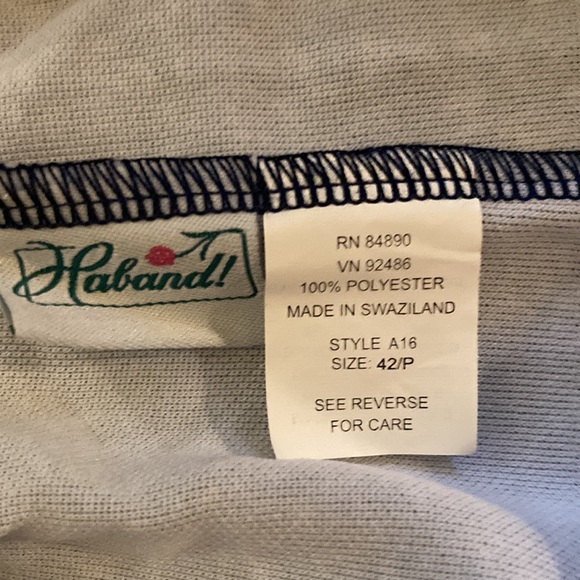 Haband!
RN 84890
VN 92486
100% POLYESTER
MADE IN SWAZILAND
STYLE A16
SIZE: 42/P
SEE REVERSE
FOR CARE